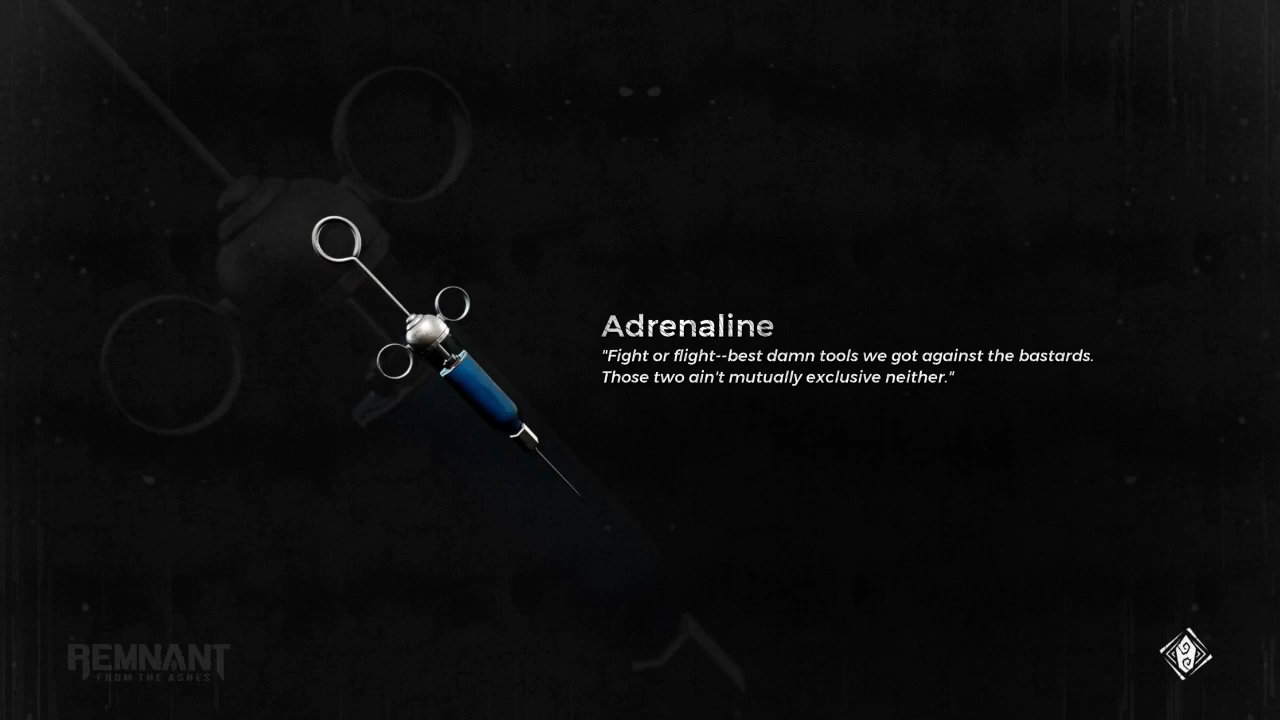 Adrenaline
"Fight or flight--best damn tools we got against the bastards.
Those two ain't mutually exclusive neither."
REMNANT
FROM THE ASHES